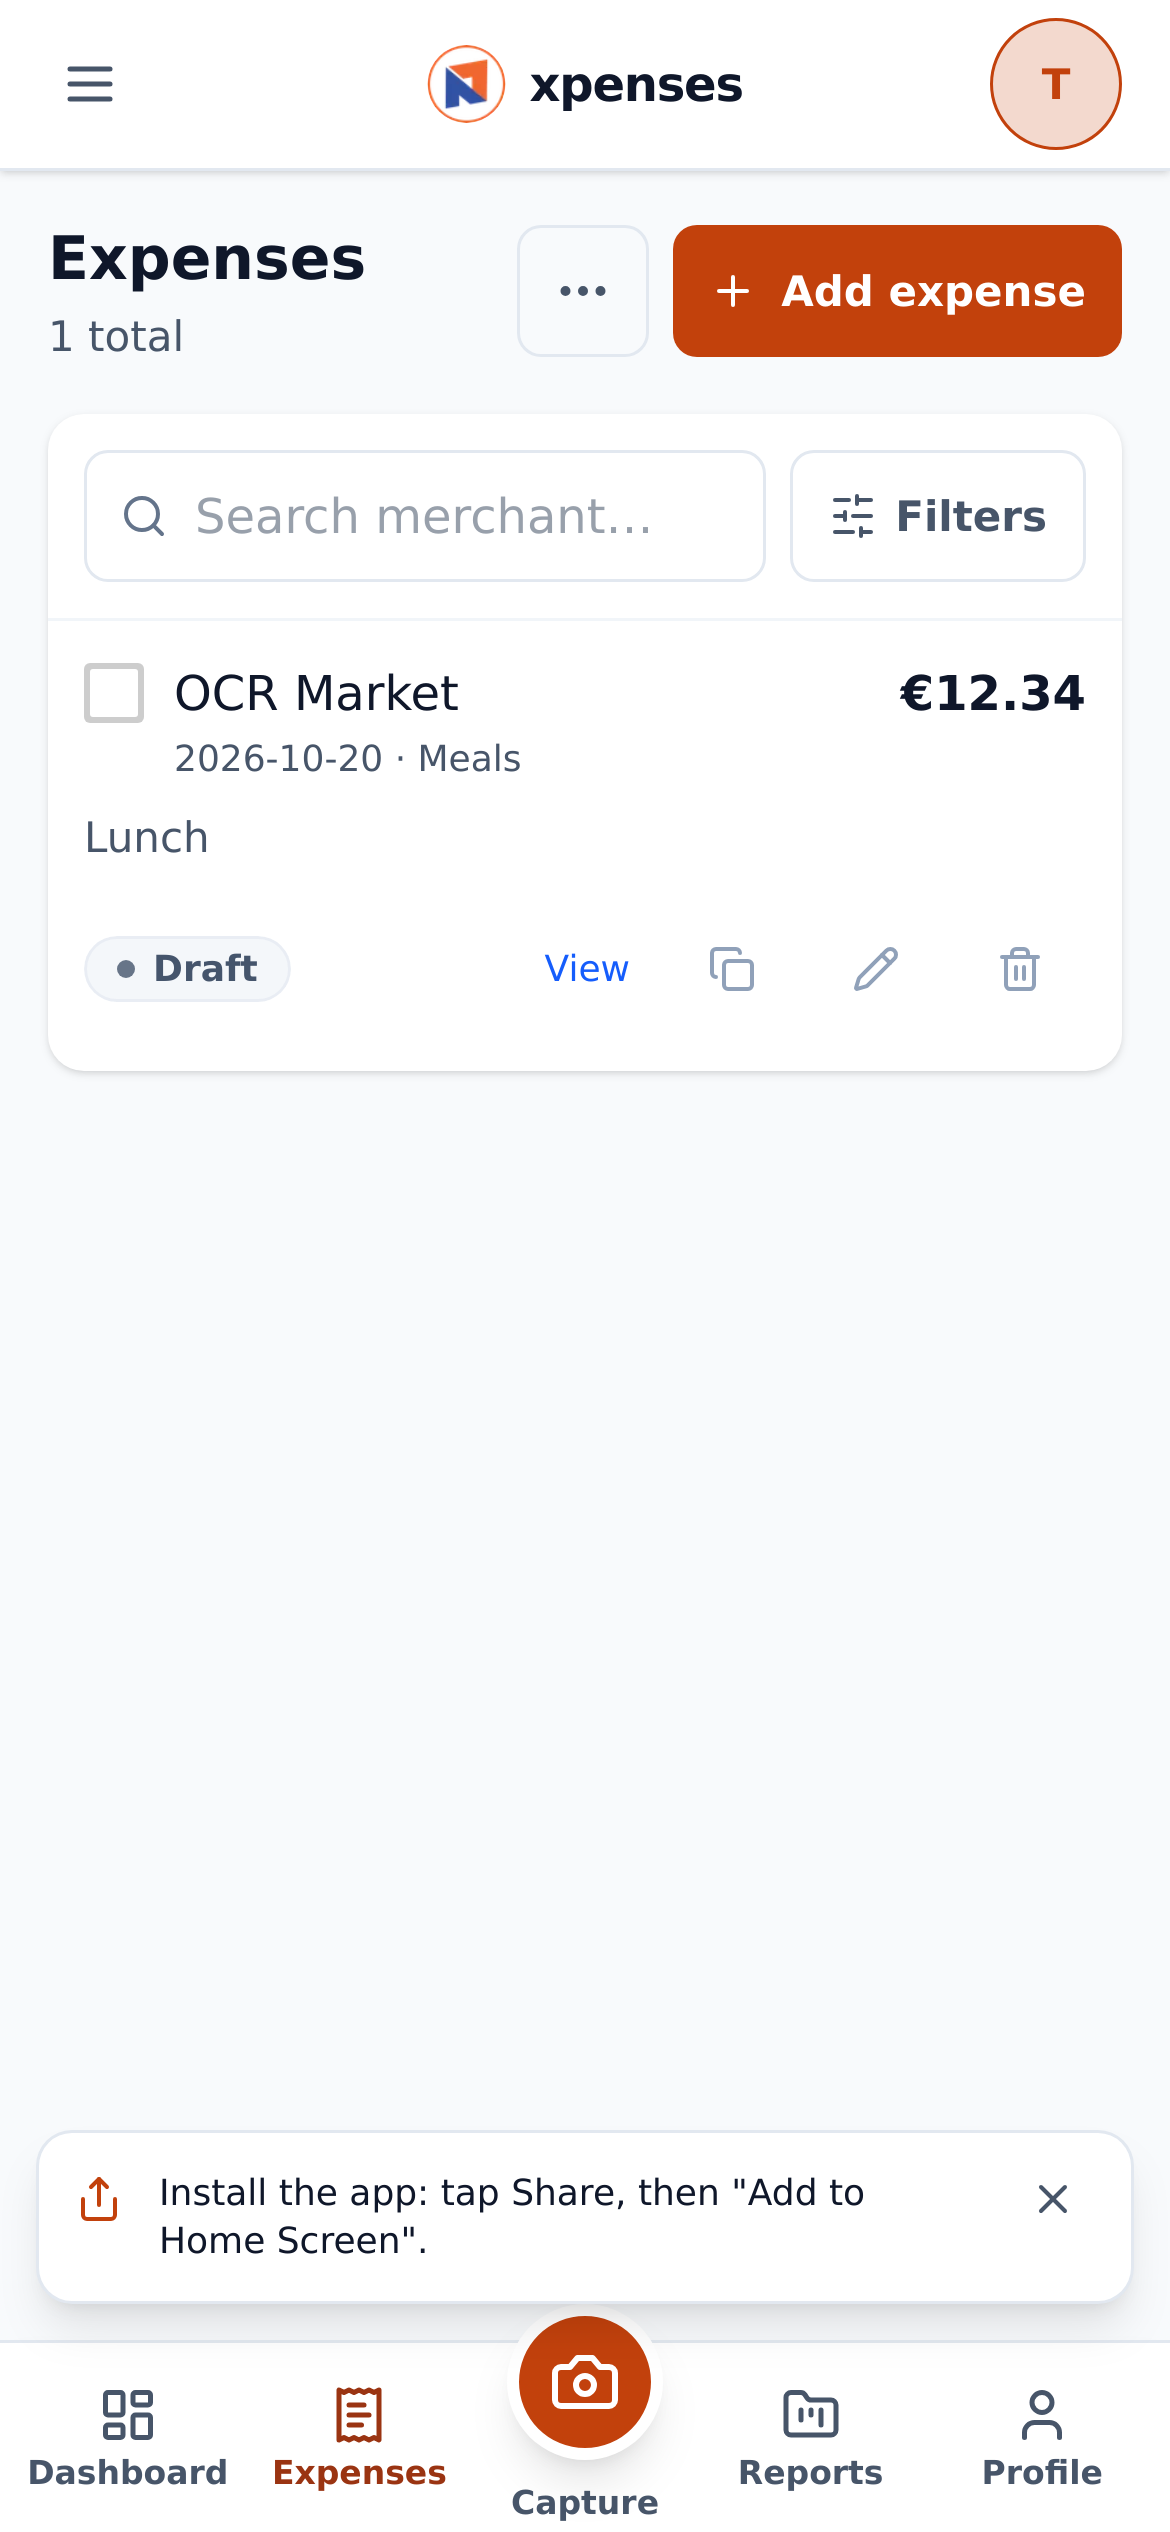 xpenses
T
Expenses
1 total
Add expense
Search merchant...
Filters
OCR Market
€12.34
2026-10-20 · Meals
Lunch
Draft
View
Install the app: tap Share, then "Add to
Home Screen".
Dashboard
Expenses
Capture
Reports
Profile